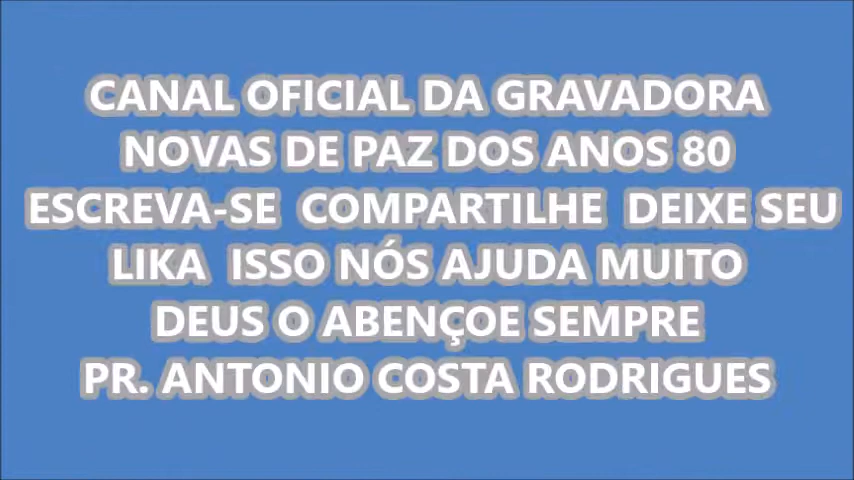 CANAL OFICIAL DA GRAVADORA
NOVAS DE PAZ DOS ANOS 80
ESCREVA-SE COMPARTILHE DEIXE SEU
LIKA ISSO NÓS AJUDA MUITO
DEUS O ABENÇOE SEMPRE
PR. ANTONIO COSTA RODRIGUES